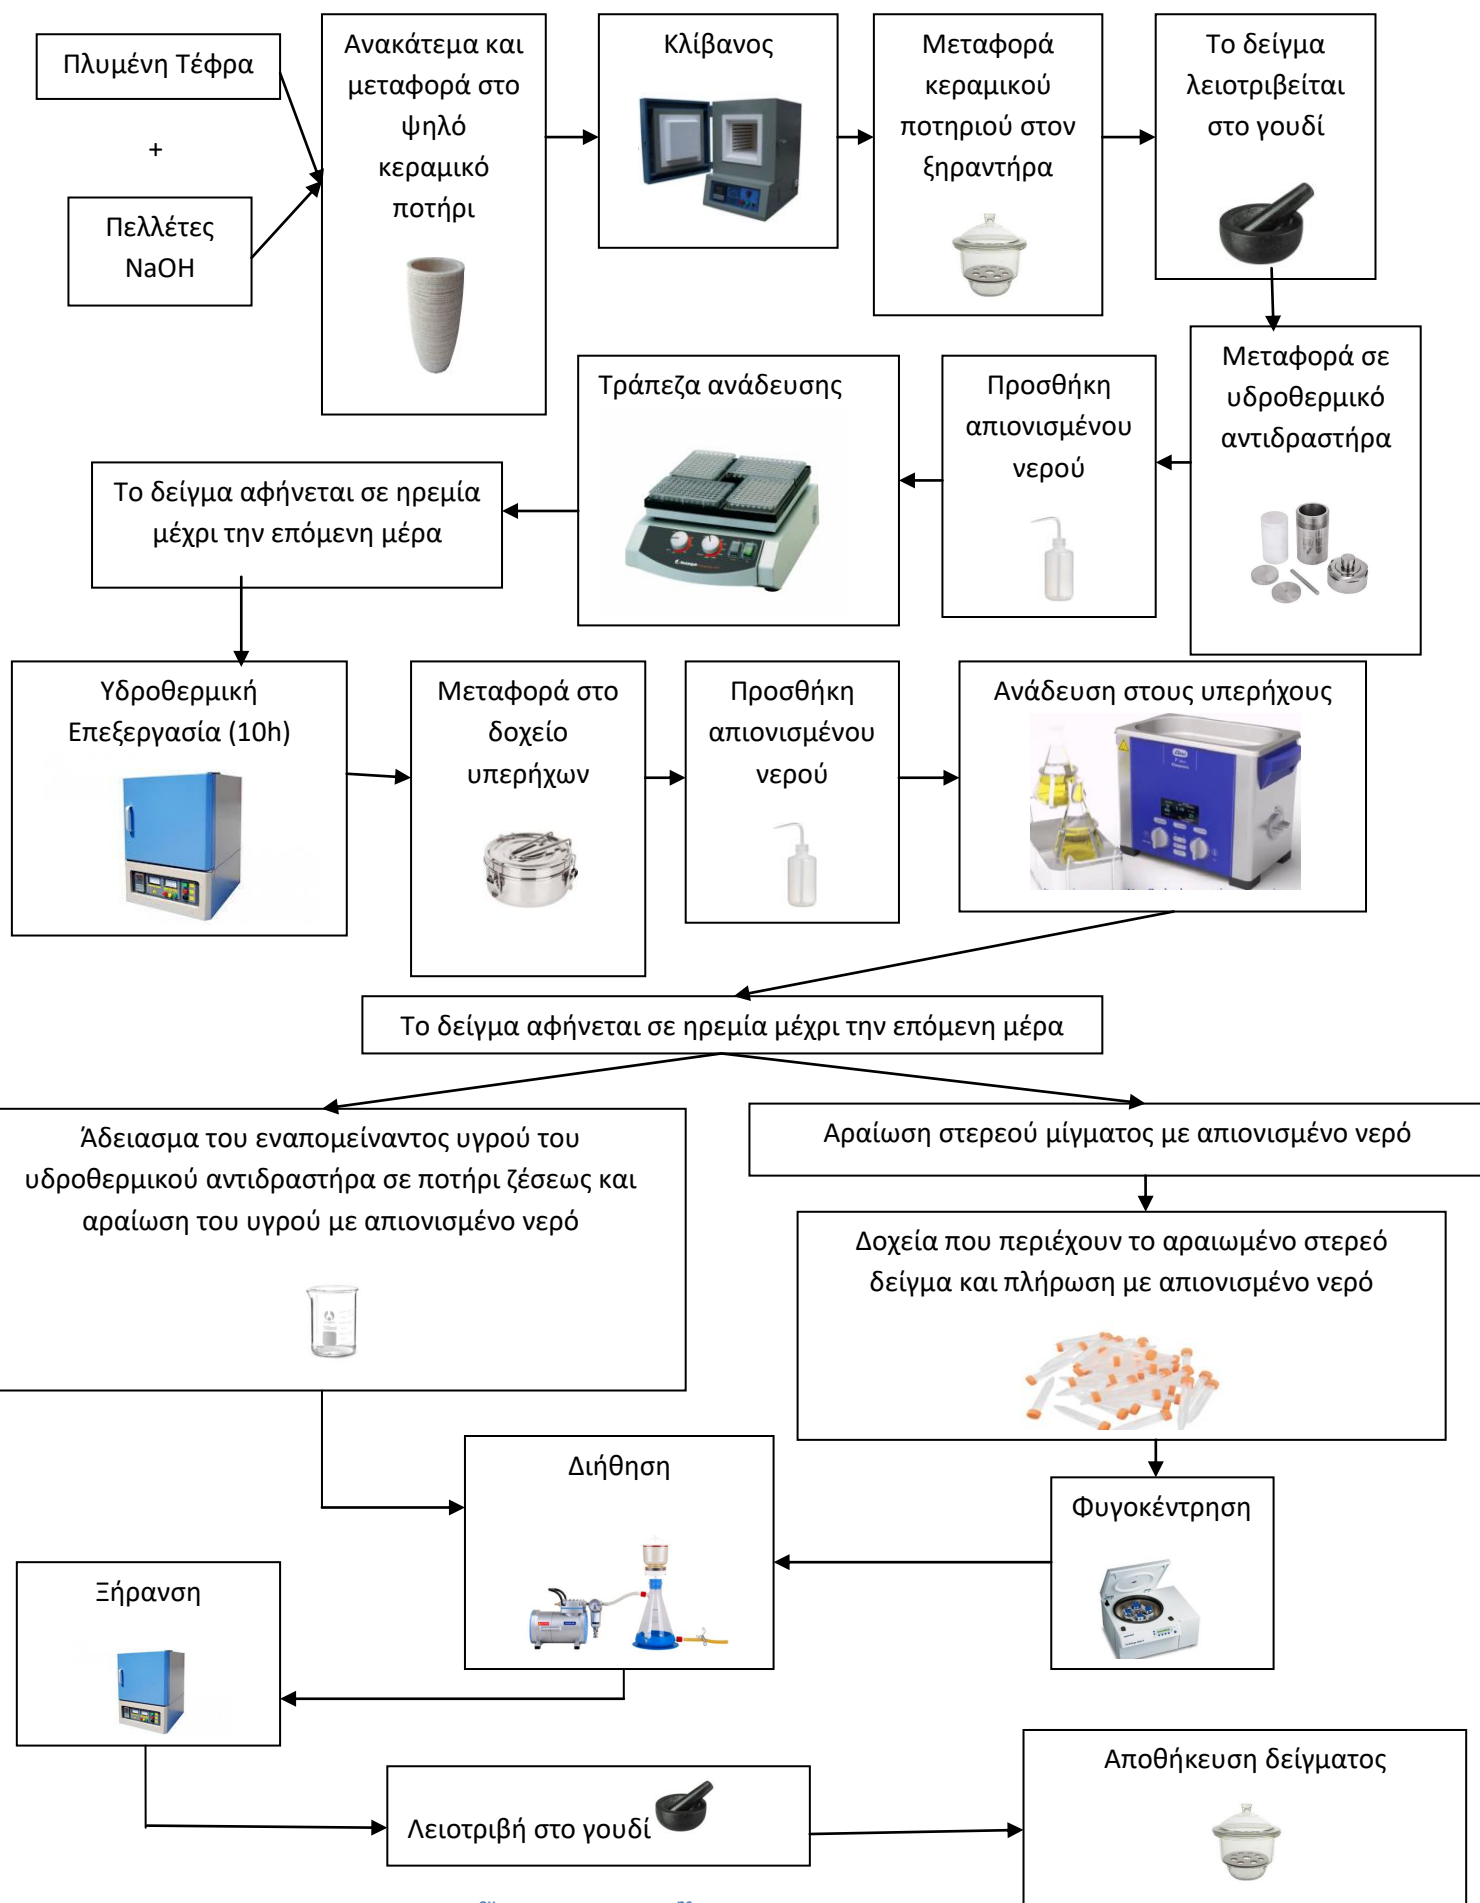 Πλυμένη Τέφρα
+
Πελλέτες
NaOH
Ανακάτεμα και
μεταφορά στο
ψηλό
κεραμικό
ποτήρι
Κλίβανος
Μεταφορά
κεραμικού
ποτηριού στον
ξηραντήρα
Το δείγμα
λειοτριβείται
στο γουδί
Μεταφορά σε
υδροθερμικό
αντιδραστήρα
Προσθήκη
απιονισμένου
νερού
Τράπεζα ανάδευσης
Το δείγμα αφήνεται σε ηρεμία
μέχρι την επόμενη μέρα
Υδροθερμική
Επεξεργασία (10h)
Μεταφορά στο
δοχείο
υπερήχων
Προσθήκη
απιονισμένου
νερού
Ανάδευση στους υπερήχους
Το δείγμα αφήνεται σε ηρεμία μέχρι την επόμενη μέρα
Άδειασμα του εναπομείναντος υγρού του
υδροθερμικού αντιδραστήρα σε ποτήρι ζέσεως και
αραίωση του υγρού με απιονισμένο νερό
Αραίωση στερεού μίγματος με απιονισμένο νερό
Δοχεία που περιέχουν το αραιωμένο στερεό
δείγμα και πλήρωση με απιονισμένο νερό
Διήθηση
Φυγοκέντρηση
Ξήρανση
Λειοτριβή στο γουδί
Αποθήκευση δείγματος